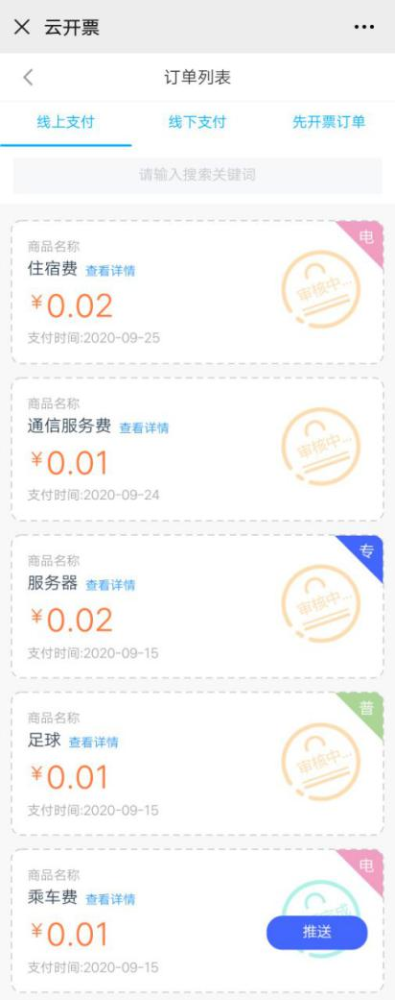 云开票
订单列表
线上支付 线下支付 先开票订单
请输入搜索关键词
电
商品名称
住宿费 查看详情
¥0.02
支付时间:2020-09-25
审核中...
商品名称
通信服务费 查看详情
¥0.01
支付时间:2020-09-24
审核中...
专
商品名称
服务器 查看详情
¥0.02
支付时间:2020-09-15
审核中...
普
商品名称
足球 查看详情
¥0.01
支付时间:2020-09-15
审核中...
电
商品名称
乘车费 查看详情
¥0.01
支付时间:2020-09-15
推送